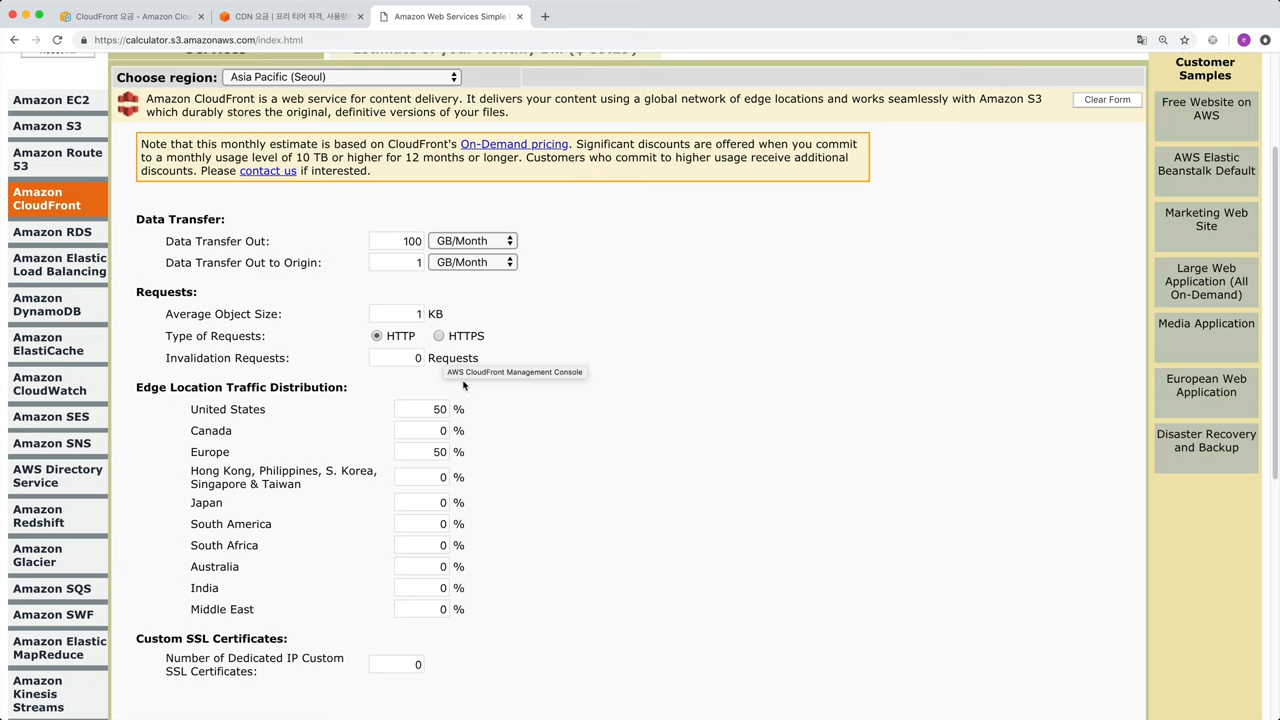 CloudFront 요금 - Amazon Clou
CDN 요금 | 프리 티어 자격, 사용량
Amazon Web Services Simple
https://calculator.s3.amazonaws.com/index.html
Choose region: Asia Pacific (Seoul)
Amazon CloudFront is a web service for content delivery. It delivers your content using a global network of edge locations and works seamlessly with Amazon S3
which durably stores the original, definitive versions of your files.
Clear Form
Note that this monthly estimate is based on CloudFront's On-Demand pricing. Significant discounts are offered when you commit
to a monthly usage level of 10 TB or higher for 12 months or longer. Customers who commit to higher usage receive additional
discounts. Please contact us if interested.
Amazon EC2
Amazon S3
Amazon Route
53
Amazon
CloudFront
Amazon RDS
Amazon Elastic
Load Balancing
Amazon
DynamoDB
Amazon
ElastiCache
Amazon
CloudWatch
Amazon SES
Amazon SNS
AWS Directory
Service
Amazon
Redshift
Amazon
Glacier
Amazon SQS
Amazon SWF
Amazon Elastic
MapReduce
Amazon
Kinesis
Streams
Data Transfer:
Data Transfer Out: 100 GB/Month
Data Transfer Out to Origin: 1 GB/Month
Requests:
Average Object Size: 1 KB
Type of Requests: HTTP HTTPS
Invalidation Requests: 0 Requests
AWS CloudFront Management Console
Edge Location Traffic Distribution:
United States 50 %
Canada 0 %
Europe 50 %
Hong Kong, Philippines, S. Korea,
Singapore & Taiwan 0 %
Japan 0 %
South America 0 %
South Africa 0 %
Australia 0 %
India 0 %
Middle East 0 %
Custom SSL Certificates:
Number of Dedicated IP Custom
SSL Certificates: 0
Customer
Samples
Free Website on
AWS
AWS Elastic
Beanstalk Default
Marketing Web
Site
Large Web
Application (All
On-Demand)
Media Application
European Web
Application
Disaster Recovery
and Backup